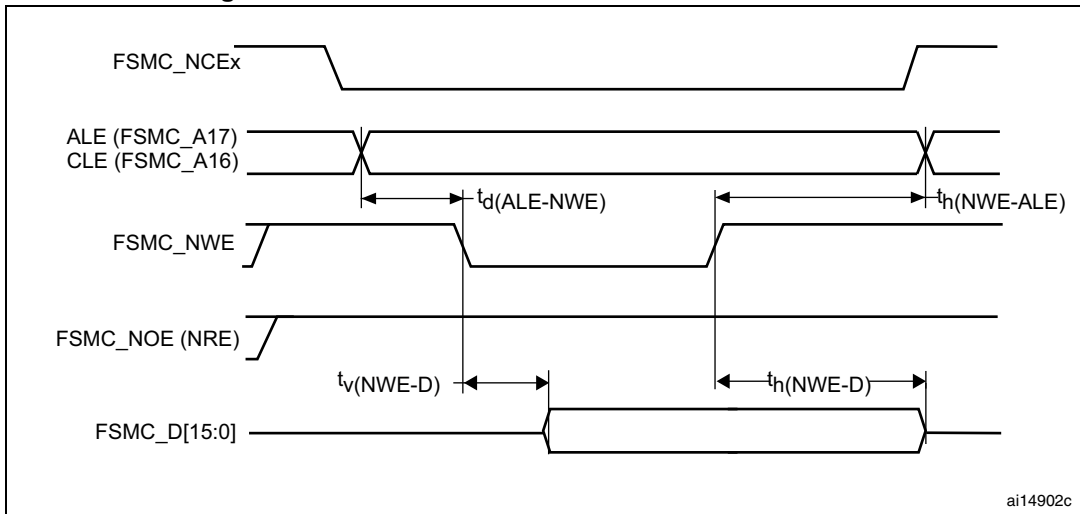 FSMC_NCEx
ALE (FSMC_A17)
CLE (FSMC_A16)
td(ALE-NWE)
th(NWE-ALE)
FSMC_NWE
FSMC_NOE (NRE)
tv(NWE-D)
th(NWE-D)
FSMC_D[15:0]
ai14902c